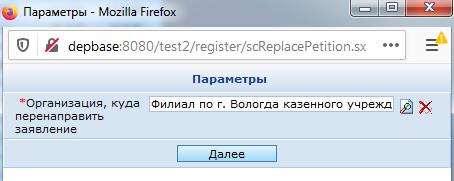 Параметры - Mozilla Firefox
depbase:8080/test2/register/scReplacePetition.sx
Параметры
*Организация, куда перенаправить заявление
Филиал по г. Вологда казенного учрежд
Далее